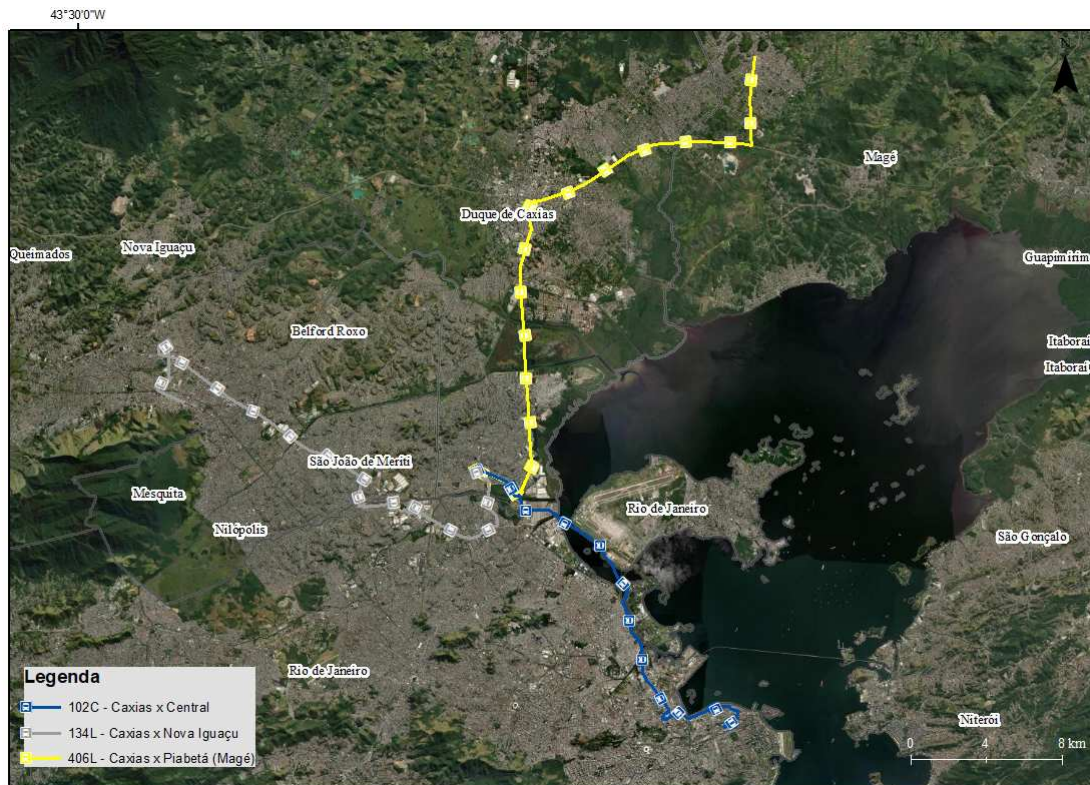 43°30'0"W
N
Magé
Duque de Caxias
Queimados
Nova Iguaçu
Guapimirim
Belford Roxo
Itaboraí
Itaboraí
São João de Meriti
Mesquita
Rio de Janeiro
Nilópolis
São Gonçalo
Rio de Janeiro
Niterói
Legenda
102C - Caxias x Central
134L - Caxias x Nova Iguaçu
406L - Caxias x Piabetá (Magé)
0 4 8 km